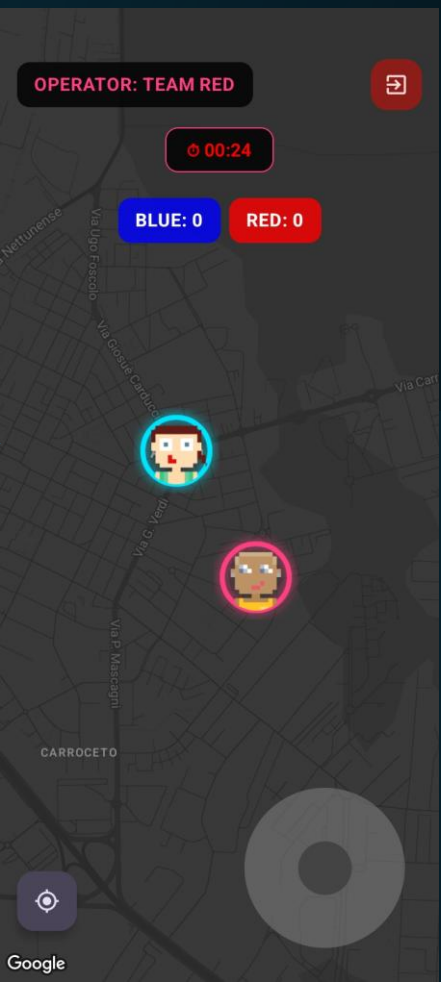 OPERATOR: TEAM RED
00:24
BLUE: 0
RED: 0
Nettunense
Via Ugo Foscolo
Via Giosuè Carducci
Via Car
Via G. Verdi
Via P. Mascagni
CARROCETO
Google